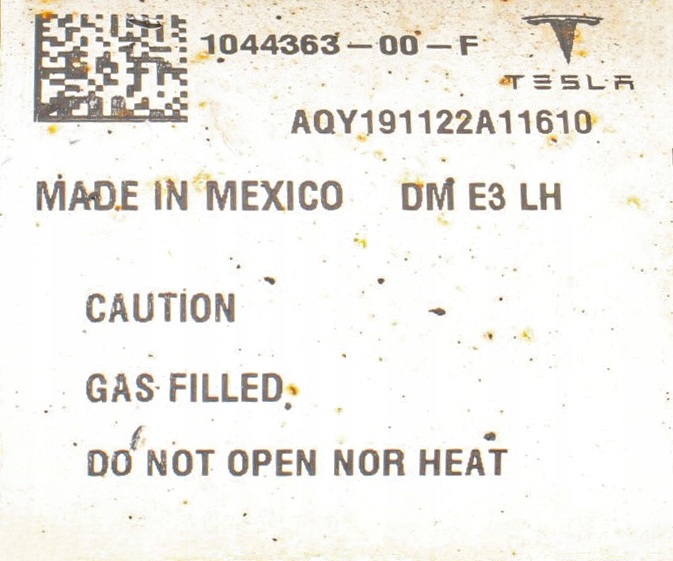 1044363-00-F
TESLA
AQY191122A11610
MADE IN MEXICO DM E3 LH
CAUTION
GAS FILLED
DO NOT OPEN NOR HEAT